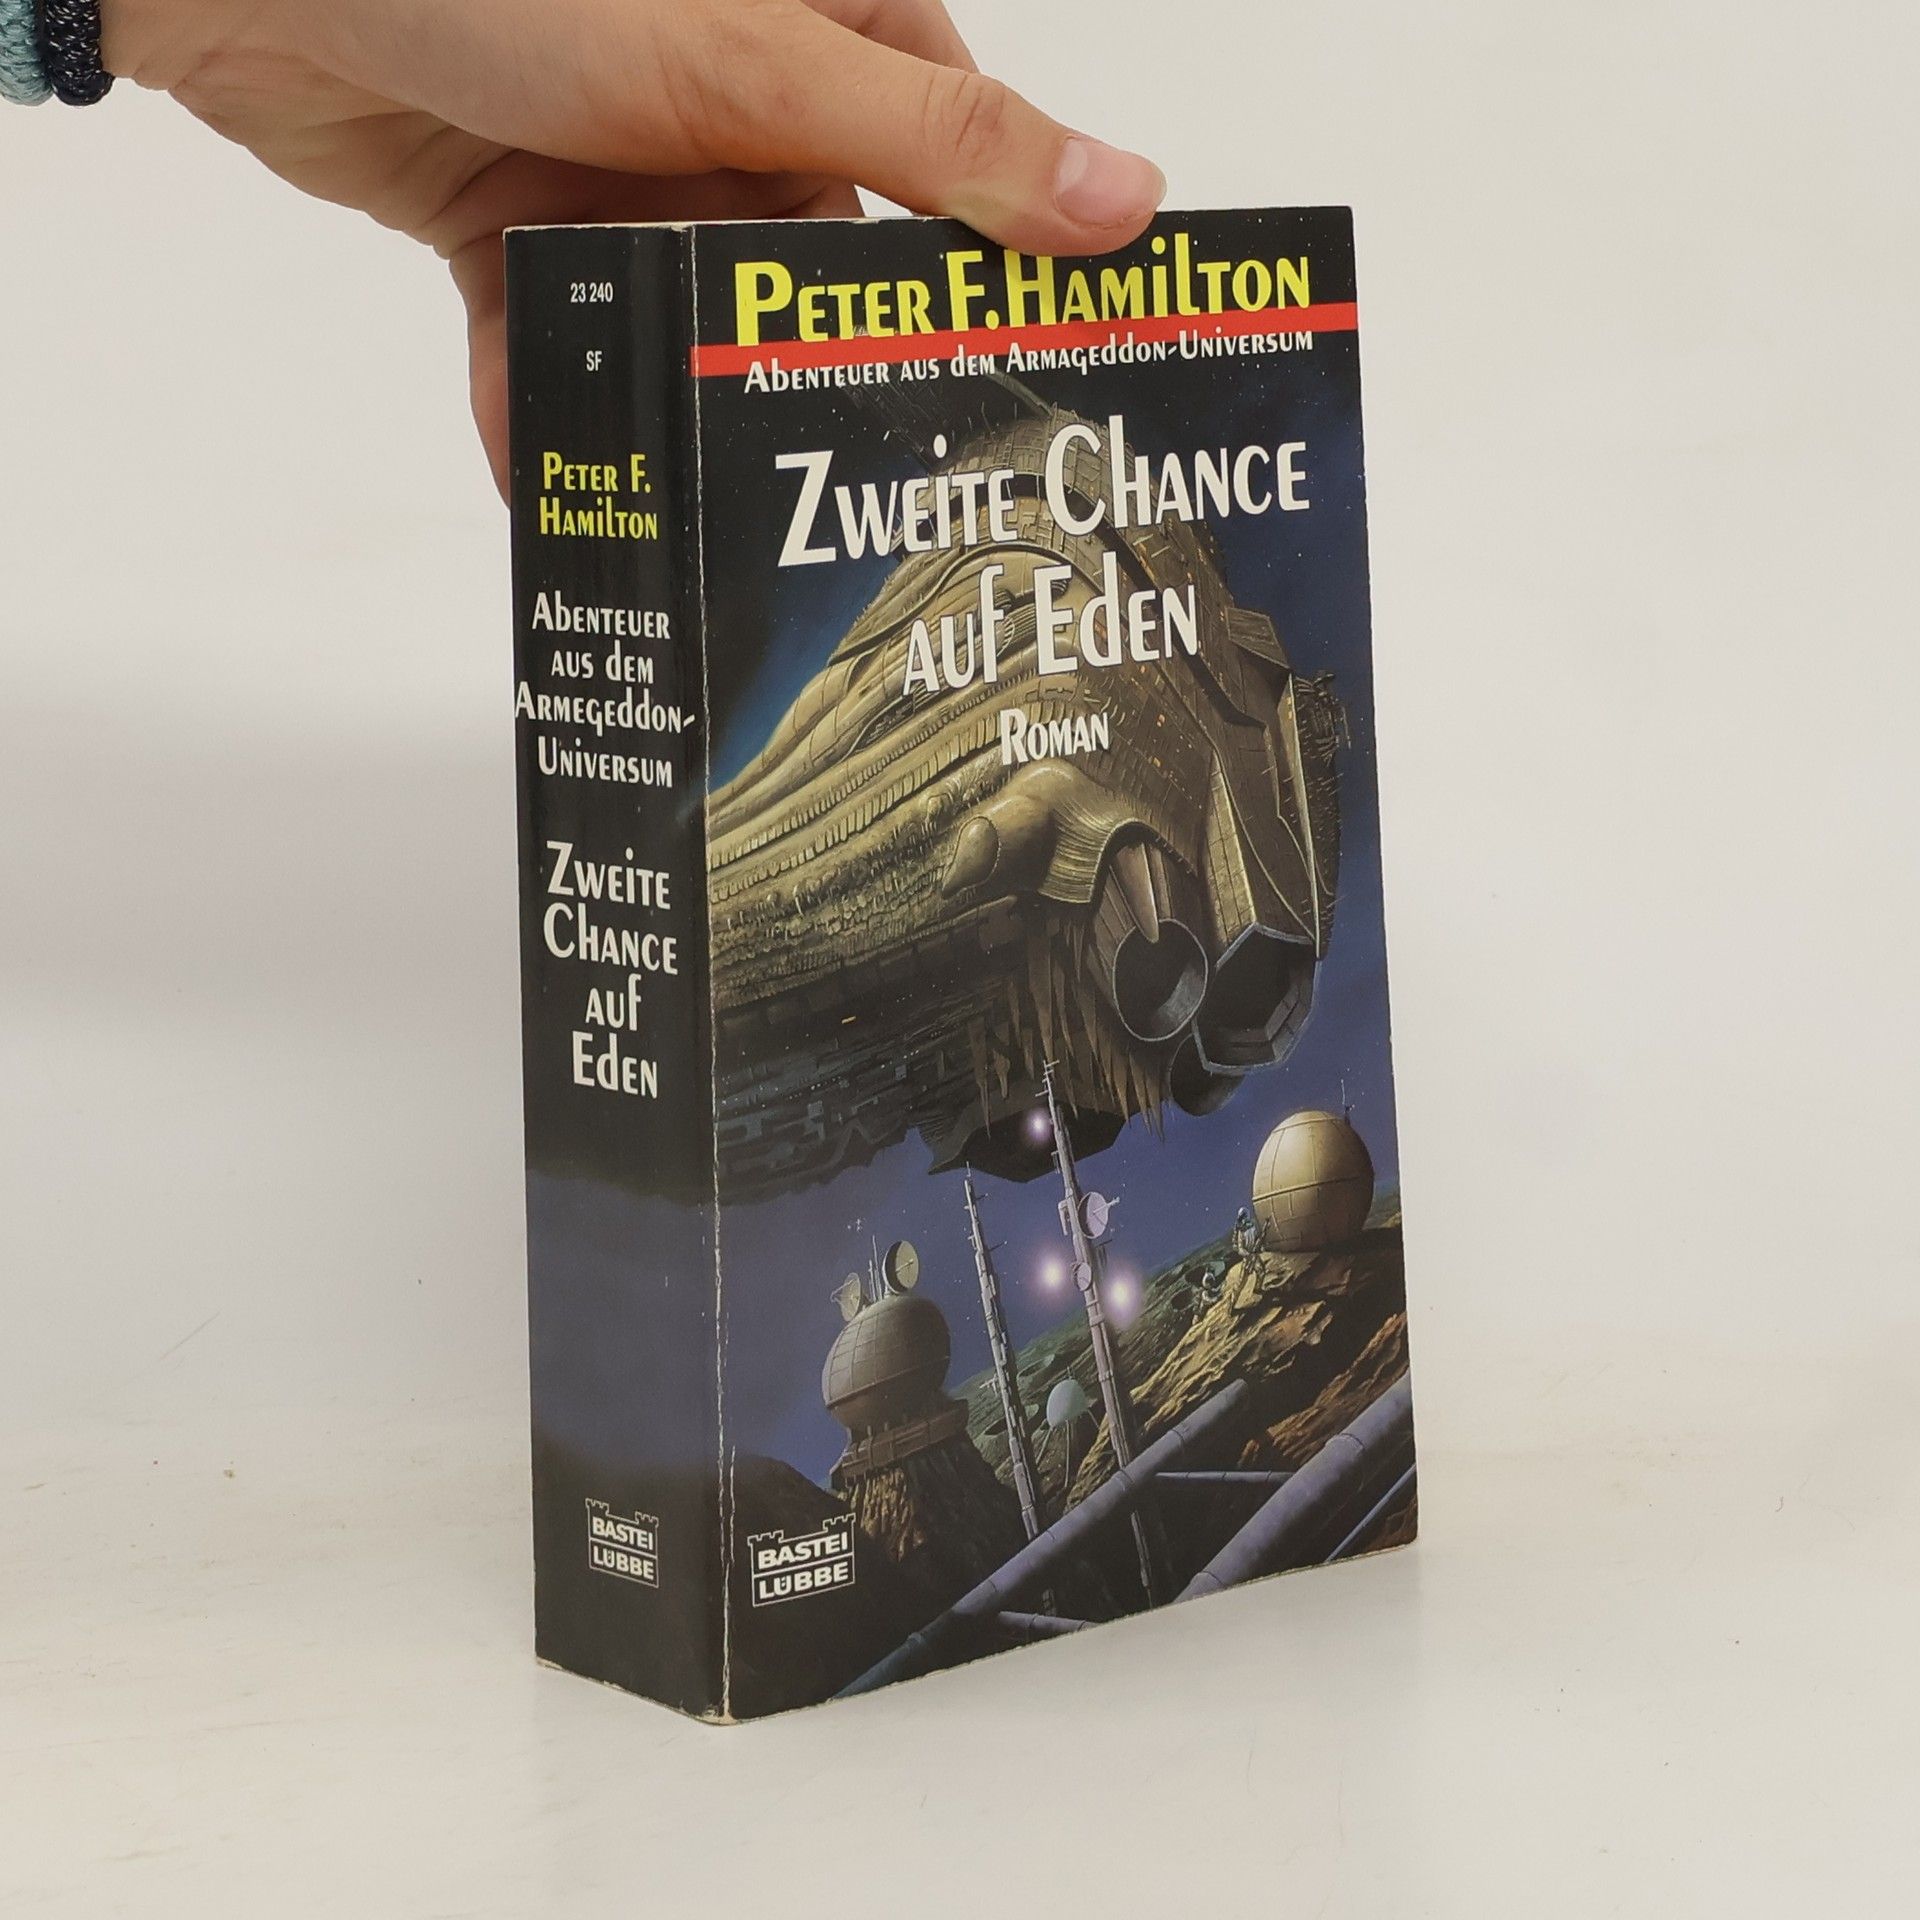 23 240
SF
PETER F.
HAMILTON
ABENTEUER
AUS DEM
ARMEGEDDON-
UNIVERSUM
ZWEITE
CHANCE
AUF
EDEN
BASTEI
LÜBBE
PETER F. HAMILTON
ABENTEUER AUS DEM ARMAGEDDON-UNIVERSUM
ZWEITE CHANCE
AUF EDEN
ROMAN
BASTEI
LÜBBE